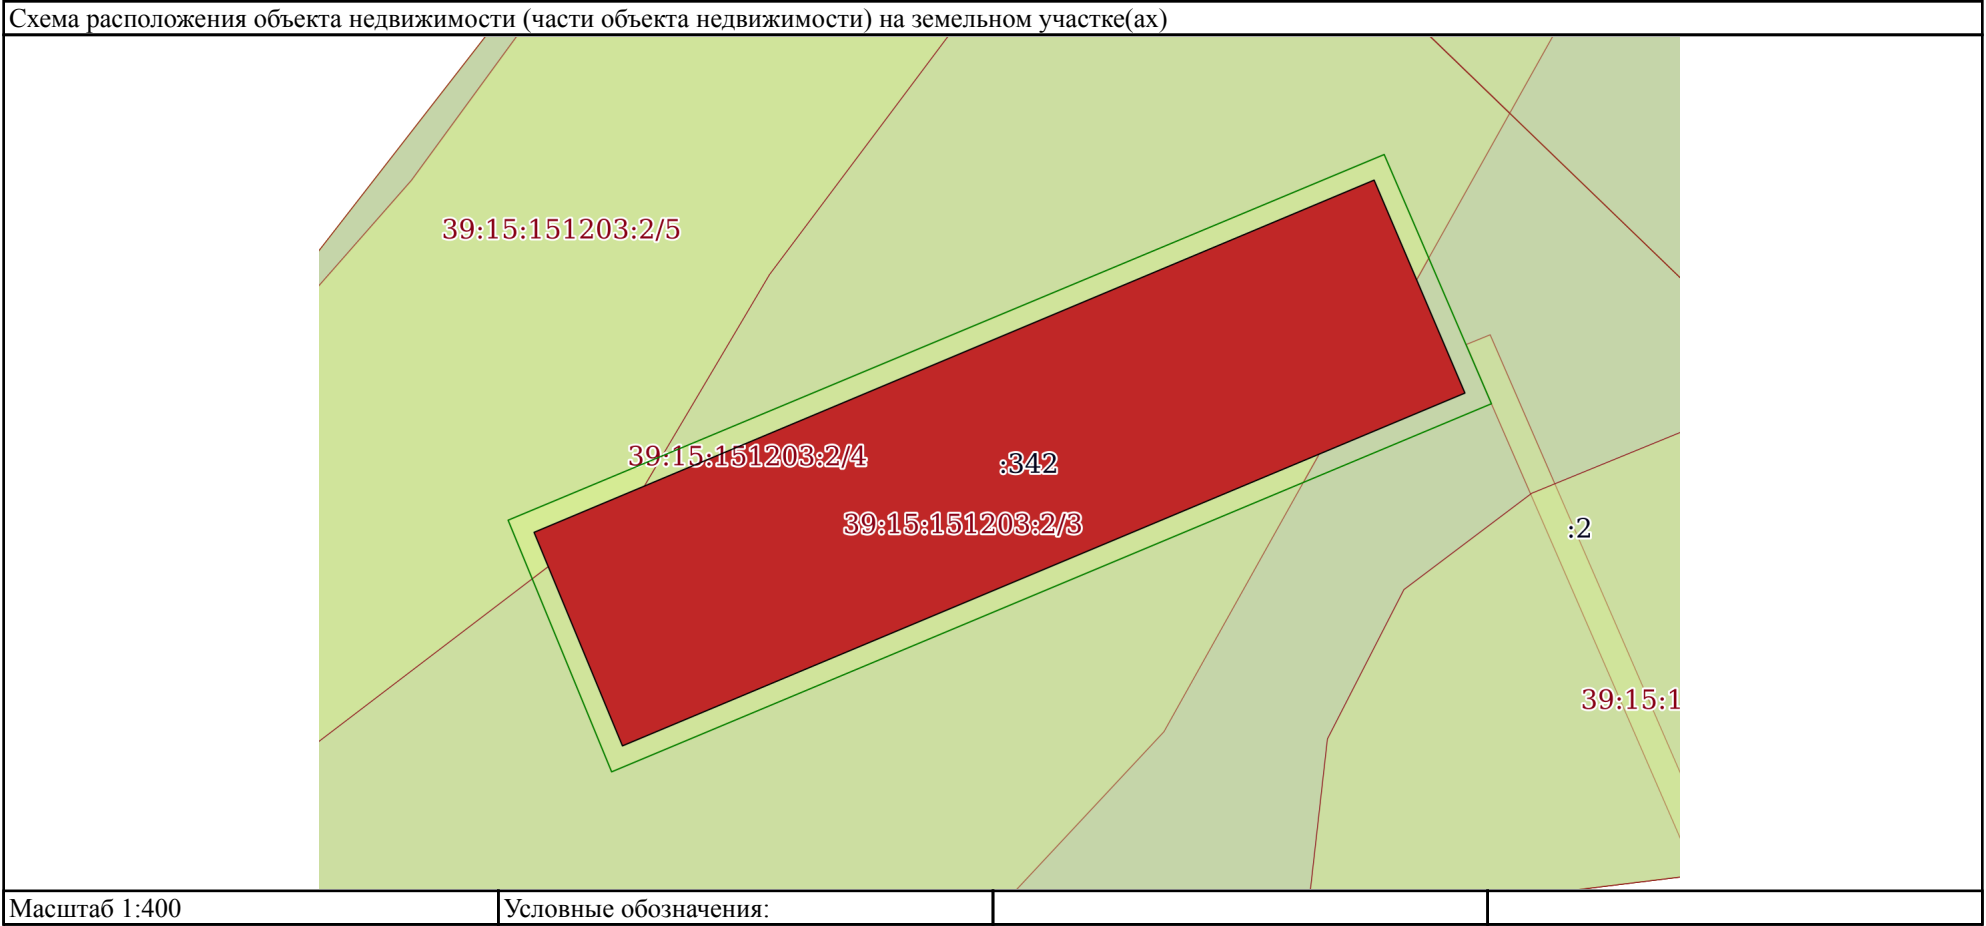 Схема расположения объекта недвижимости (части объекта недвижимости) на земельном участке(ах)
39:15:151203:2/5
39:15:151203:2/4
:342
39:15:151203:2/3
:2
39:15:1
Масштаб 1:400
Условные обозначения: